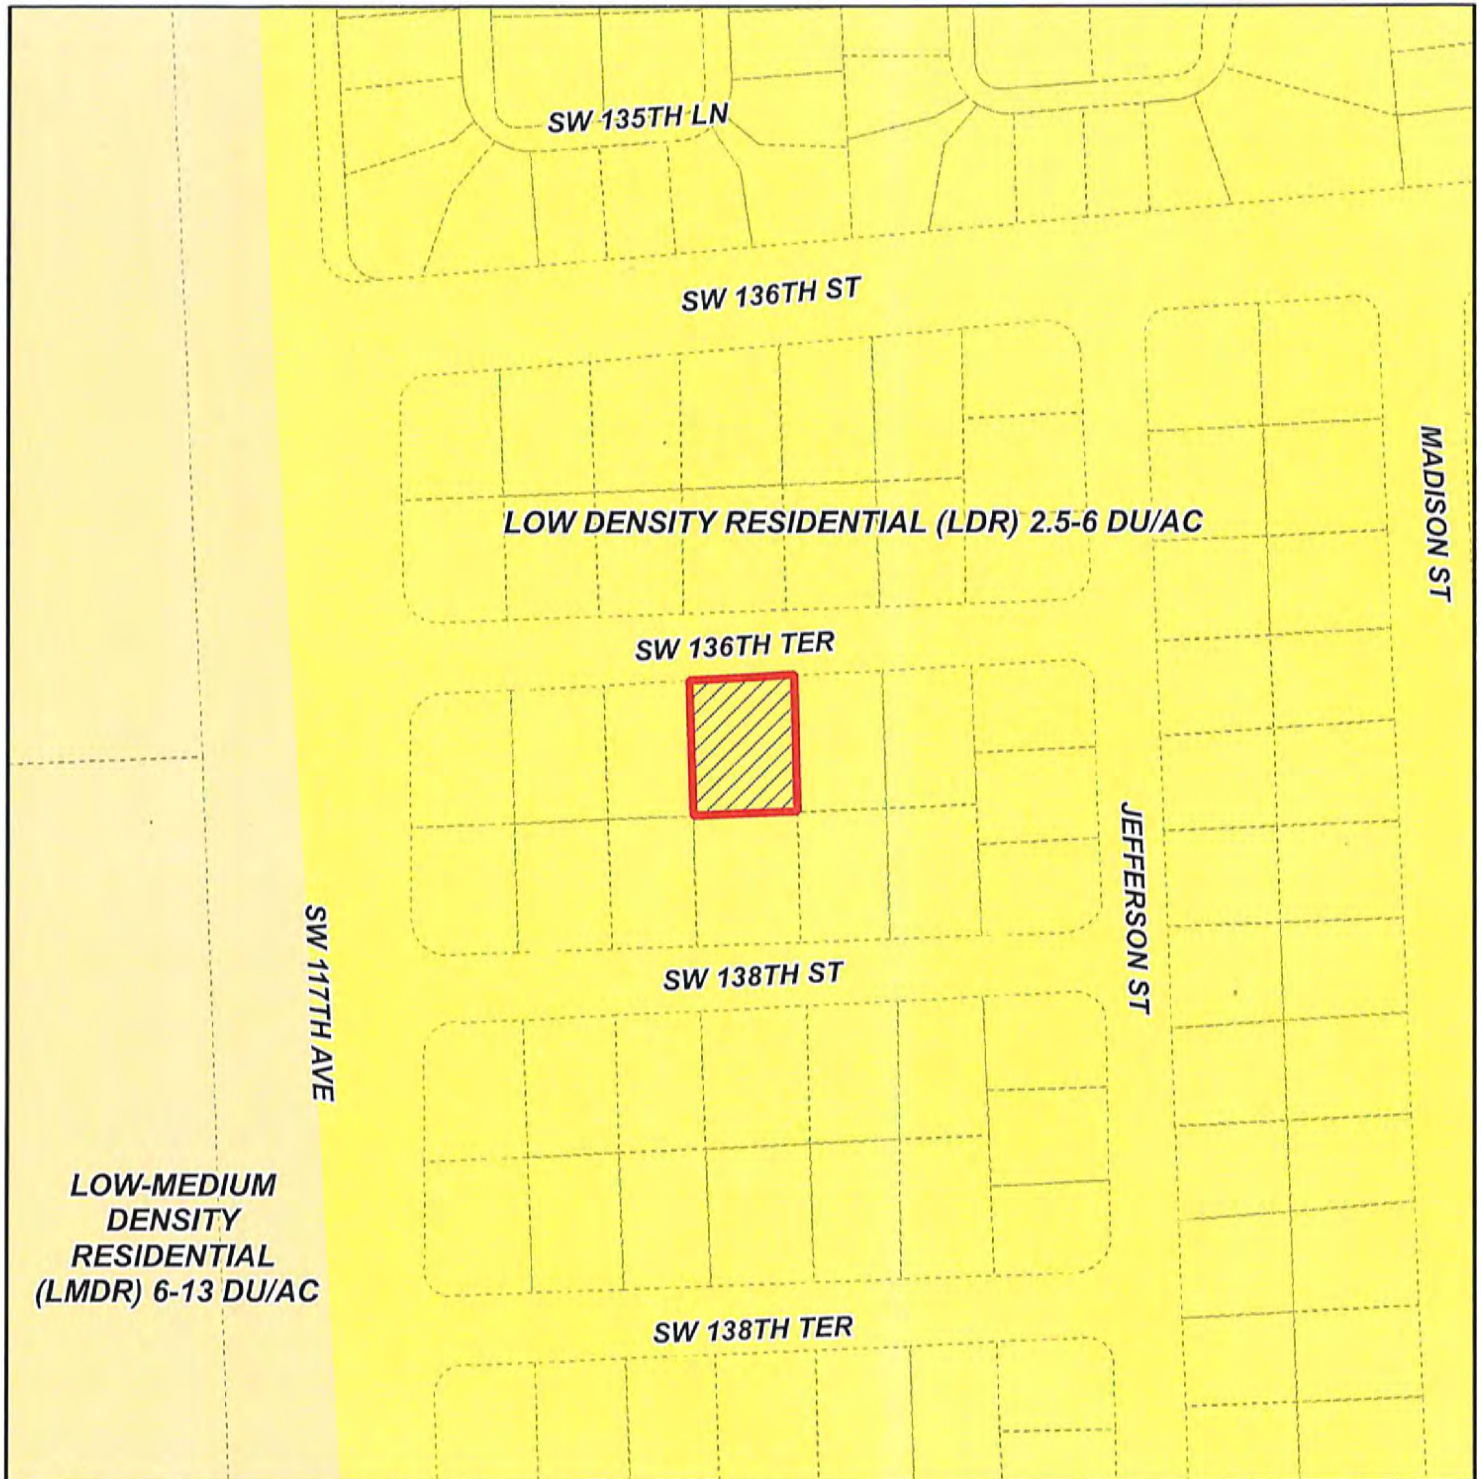 SW 135TH LN
SW 136TH ST
MADISON ST
LOW DENSITY RESIDENTIAL (LDR) 2.5-6 DU/AC
SW 136TH TER
JEFFERSON ST
SW 117TH AVE
SW 138TH ST
LOW-MEDIUM
DENSITY
RESIDENTIAL
(LMDR) 6-13 DU/AC
SW 138TH TER